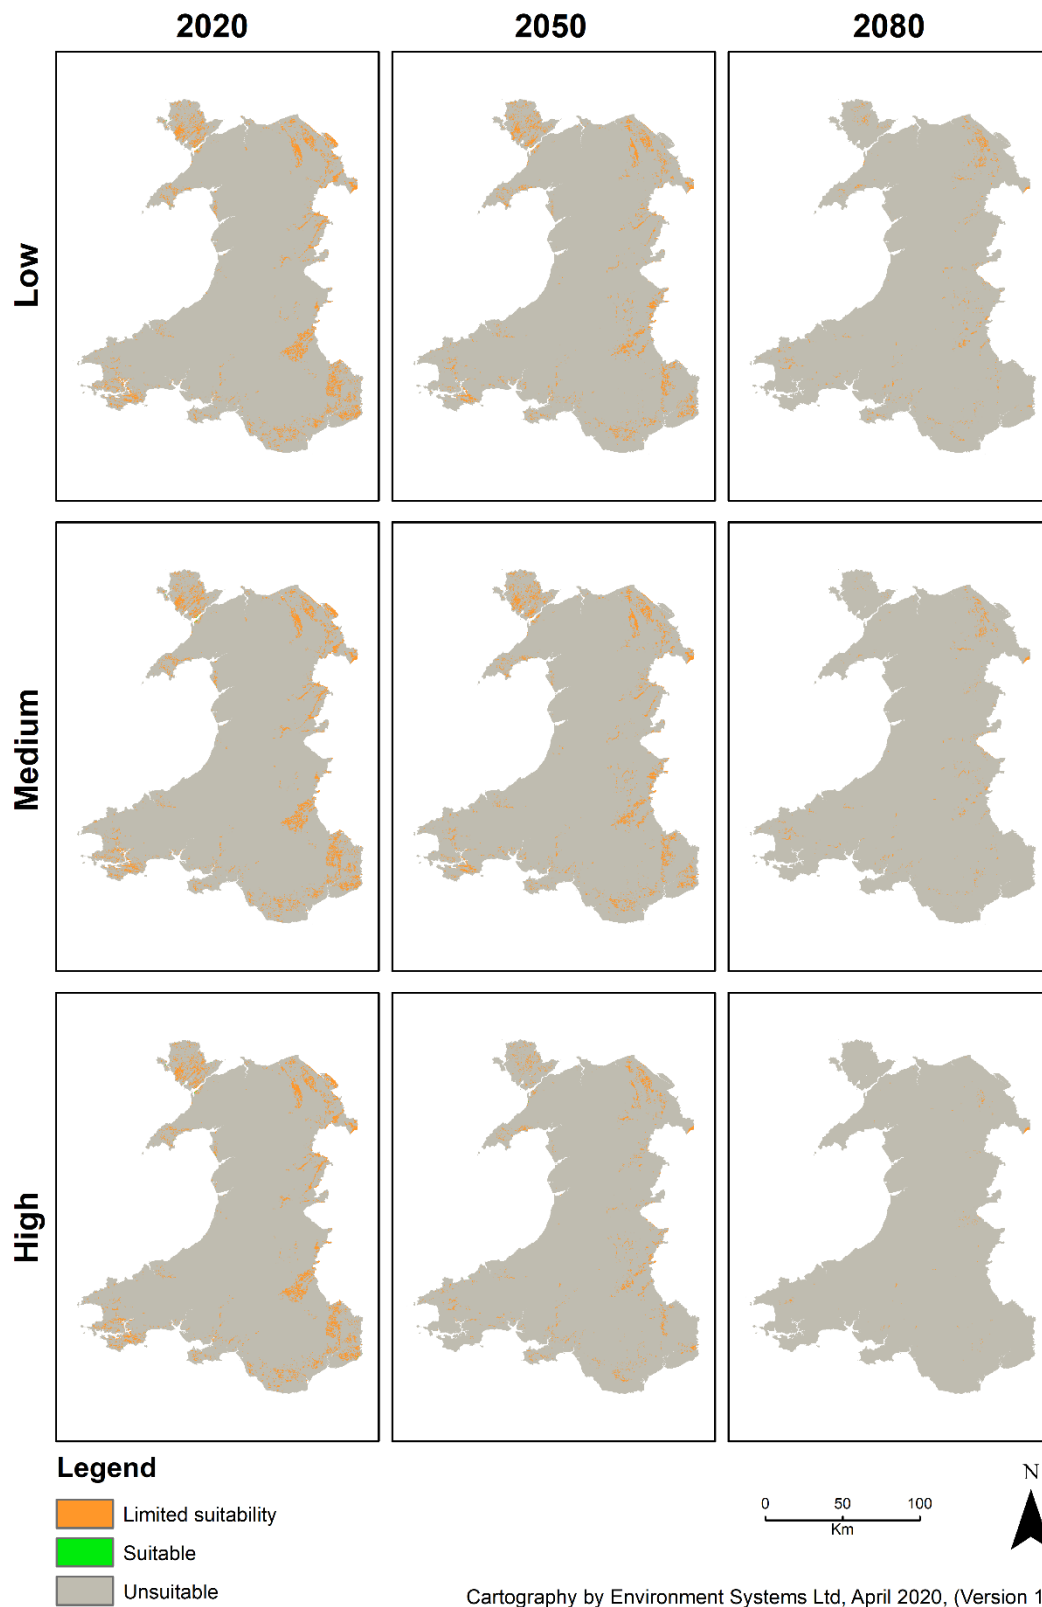 2020 2050 2080
Low
Medium
High
Legend
Limited suitability
Suitable
Unsuitable
0 50 100
Km
N
Cartography by Environment Systems Ltd, April 2020, (Version 1